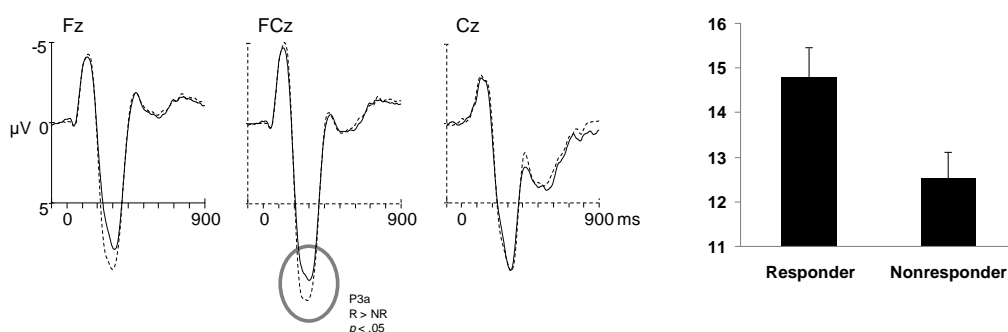 Fz
FCz
Cz
-5
µV 0
5
0 900
0 900
0 900 ms
P3a
R > NR
p < .05
16
15
14
13
12
11
Responder Nonresponder